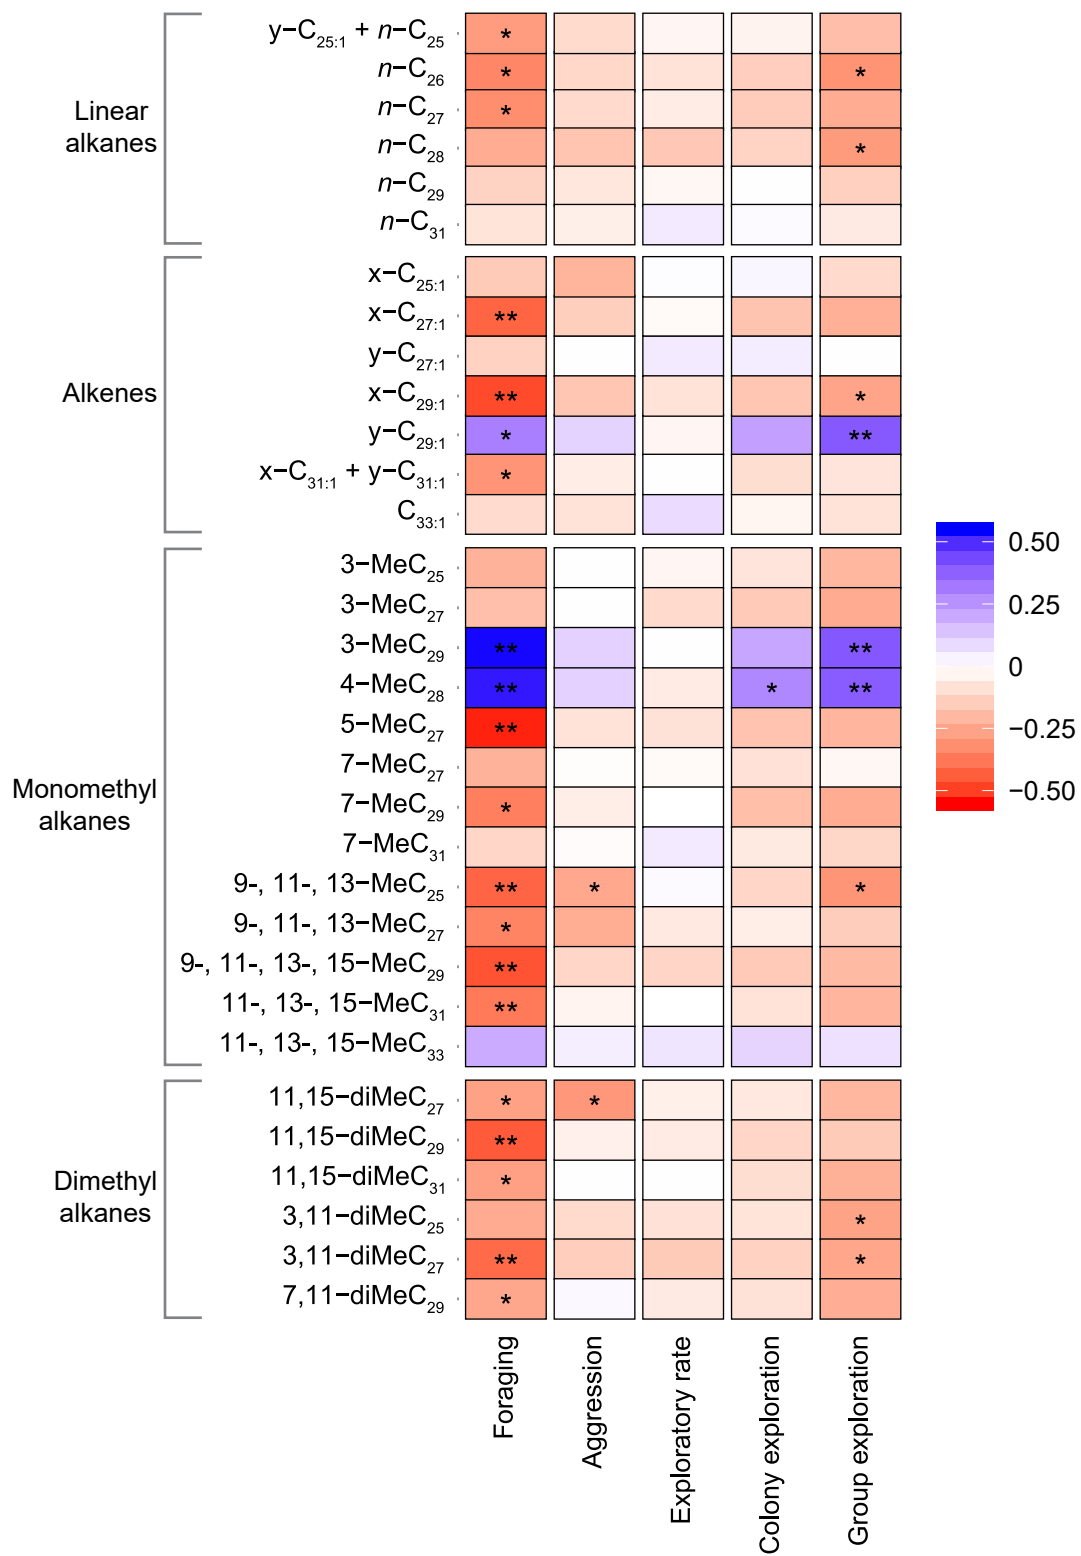 Linear
alkanes
y−C25:1 + n−C25 * 
n−C26 * *
n−C27 *
n−C28 *
n−C29
n−C31
Alkenes
x−C25:1
x−C27:1 **
y−C27:1
x−C29:1 ** *
y−C29:1 * **
x−C31:1 + y−C31:1 *
C33:1
Monomethyl
alkanes
3−MeC25
3−MeC27
3−MeC29 ** **
4−MeC28 ** * **
5−MeC27 **
7−MeC27
7−MeC29 *
7−MeC31
9-, 11-, 13−MeC25 ** * *
9-, 11-, 13−MeC27 *
9-, 11-, 13-, 15−MeC29 **
11-, 13-, 15−MeC31 **
11-, 13-, 15−MeC33
Dimethyl
alkanes
11,15−diMeC27 * *
11,15−diMeC29 **
11,15−diMeC31 *
3,11−diMeC25 *
3,11−diMeC27 ** *
7,11−diMeC29 *
Foraging
Aggression
Exploratory rate
Colony exploration
Group exploration
0.50
0.25
0
−0.25
−0.50